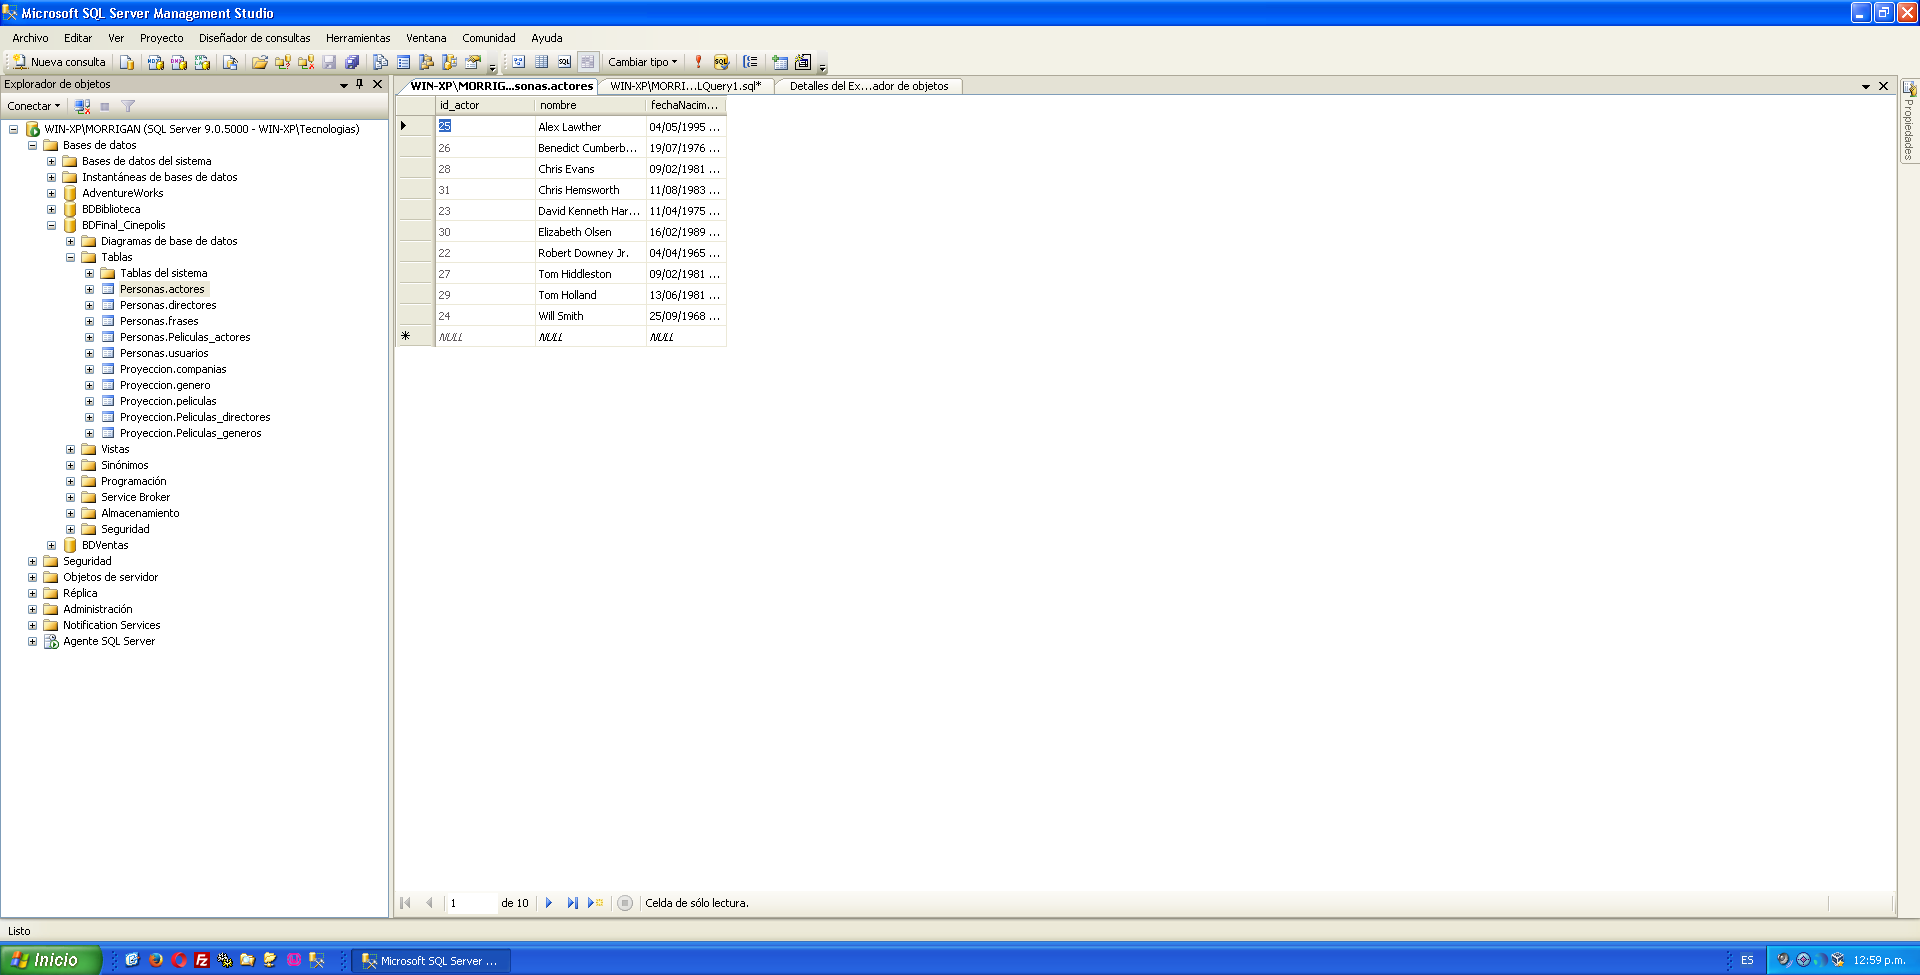 Microsoft SQL Server Management Studio
Archivo Editar Ver Proyecto Diseñador de consultas Herramientas Ventana Comunidad Ayuda
Nueva consulta Cambiar tipo
Explorador de objetos
Conectar
WIN-XP\MORRIGAN (SQL Server 9.0.5000 - WIN-XP\Tecnologias)
Bases de datos
Bases de datos del sistema
Instantáneas de bases de datos
AdventureWorks
BDBiblioteca
BDFinal_Cinepolis
Diagramas de base de datos
Tablas
Tablas del sistema
Personas.actores
Personas.directores
Personas.frases
Personas.Peliculas_actores
Personas.usuarios
Proyeccion.companias
Proyeccion.genero
Proyeccion.peliculas
Proyeccion.Peliculas_directores
Proyeccion.Peliculas_generos
Vistas
Sinónimos
Programación
Service Broker
Almacenamiento
Seguridad
BDVentas
Seguridad
Objetos de servidor
Réplica
Administración
Notification Services
Agente SQL Server
WIN-XP\MORRIG...sonas.actores WIN-XP\MORRI...LQuery1.sql* Detalles del Ex...ador de objetos
id_actor nombre fechaNacim...
25 Alex Lawther 04/05/1995 ...
26 Benedict Cumberb... 19/07/1976 ...
28 Chris Evans 09/02/1981 ...
31 Chris Hemsworth 11/08/1983 ...
23 David Kenneth Har... 11/04/1975 ...
30 Elizabeth Olsen 16/02/1989 ...
22 Robert Downey Jr. 04/04/1965 ...
27 Tom Hiddleston 09/02/1981 ...
29 Tom Holland 13/06/1981 ...
24 Will Smith 25/09/1968 ...
NULL NULL NULL
1 de 10 Celda de sólo lectura.
Propiedades
Listo
Inicio Microsoft SQL Server ... ES 12:59 p.m.